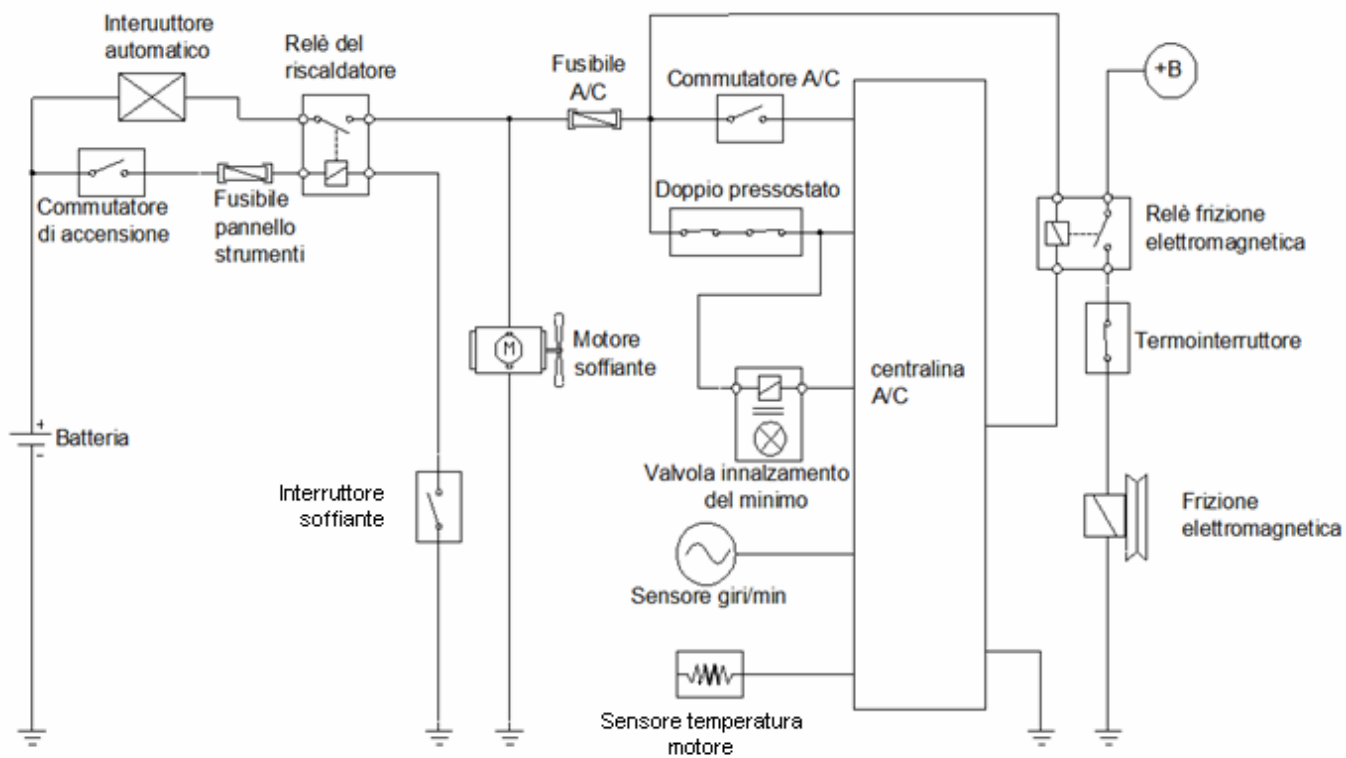 Interuuttore
automatico
Relè del
riscaldatore
Fusibile
A/C
Commutatore A/C
+B
Commutatore
di accensione
Fusibile
pannello
strumenti
Doppio pressostato
Relè frizione
elettromagnetica
M
Motore
soffiante
Termointerruttore
centralina
A/C
+
-
Batteria
Valvola innalzamento
del minimo
Interruttore
soffiante
Frizione
elettromagnetica
Sensore giri/min
Sensore temperatura
motore